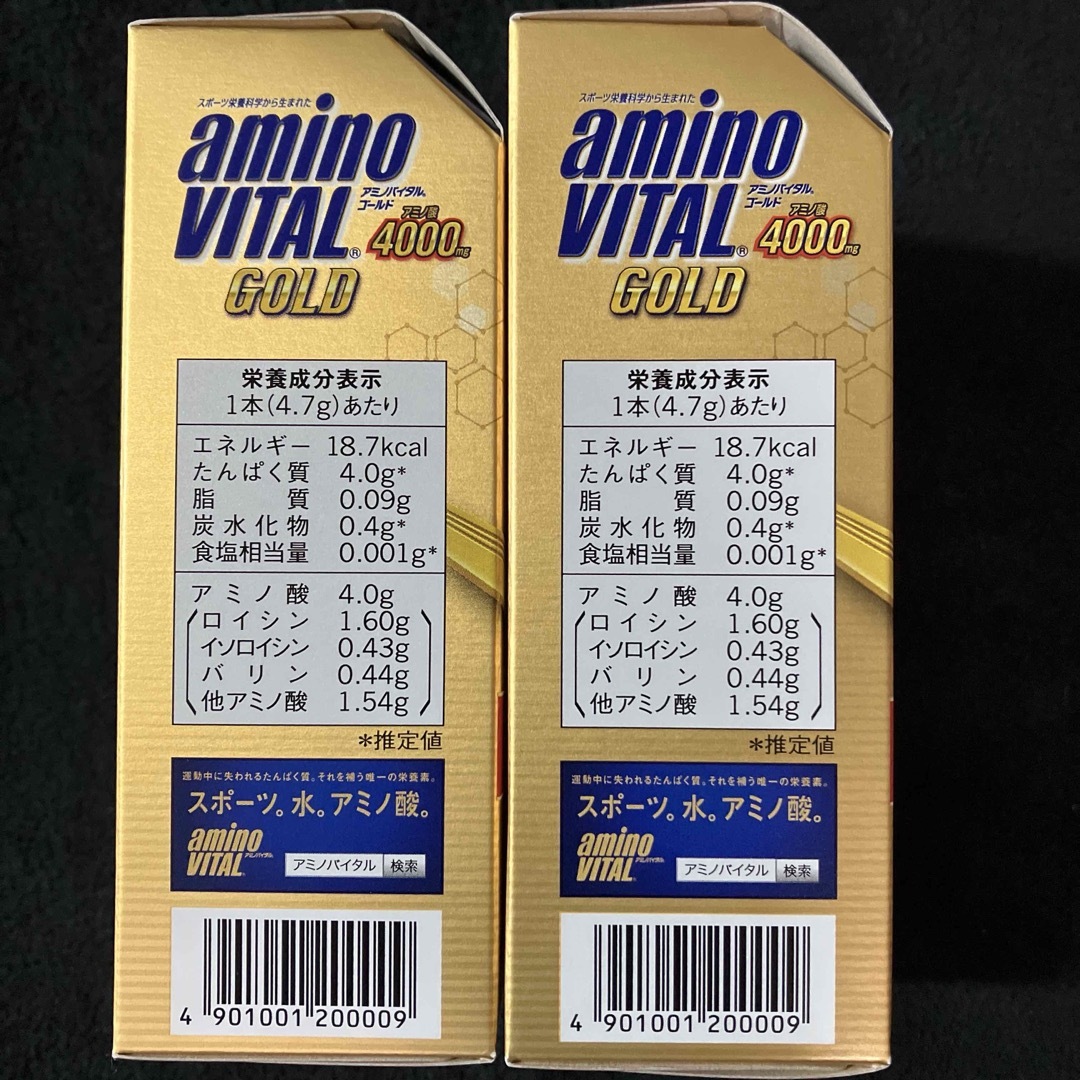 スポーツ栄養科学から生まれた
amino
VITAL®
アミノバイタル®
ゴールド
アミノ酸
4000mg
GOLD
栄養成分表示
1本(4.7g)あたり
エネルギー 18.7kcal
たんぱく質 4.0g*
脂質 0.09g
炭水化物 0.4g*
食塩相当量 0.001g*
アミノ酸 4.0g
ロイシン 1.60g
イソロイシン 0.43g
バリン 0.44g
他アミノ酸 1.54g
*推定値
運動中に失われるたんぱく質。それを補う唯一の栄養素。
スポーツ。水。アミノ酸。
amino
VITAL®
アミノバイタル®
アミノバイタル 検索
4 901001 200009
スポーツ栄養科学から生まれた
amino
VITAL®
アミノバイタル®
ゴールド
アミノ酸
4000mg
GOLD
栄養成分表示
1本(4.7g)あたり
エネルギー 18.7kcal
たんぱく質 4.0g*
脂質 0.09g
炭水化物 0.4g*
食塩相当量 0.001g*
アミノ酸 4.0g
ロイシン 1.60g
イソロイシン 0.43g
バリン 0.44g
他アミノ酸 1.54g
*推定値
運動中に失われるたんぱく質。それを補う唯一の栄養素。
スポーツ。水。アミノ酸。
amino
VITAL®
アミノバイタル®
アミノバイタル 検索
4 901001 200009